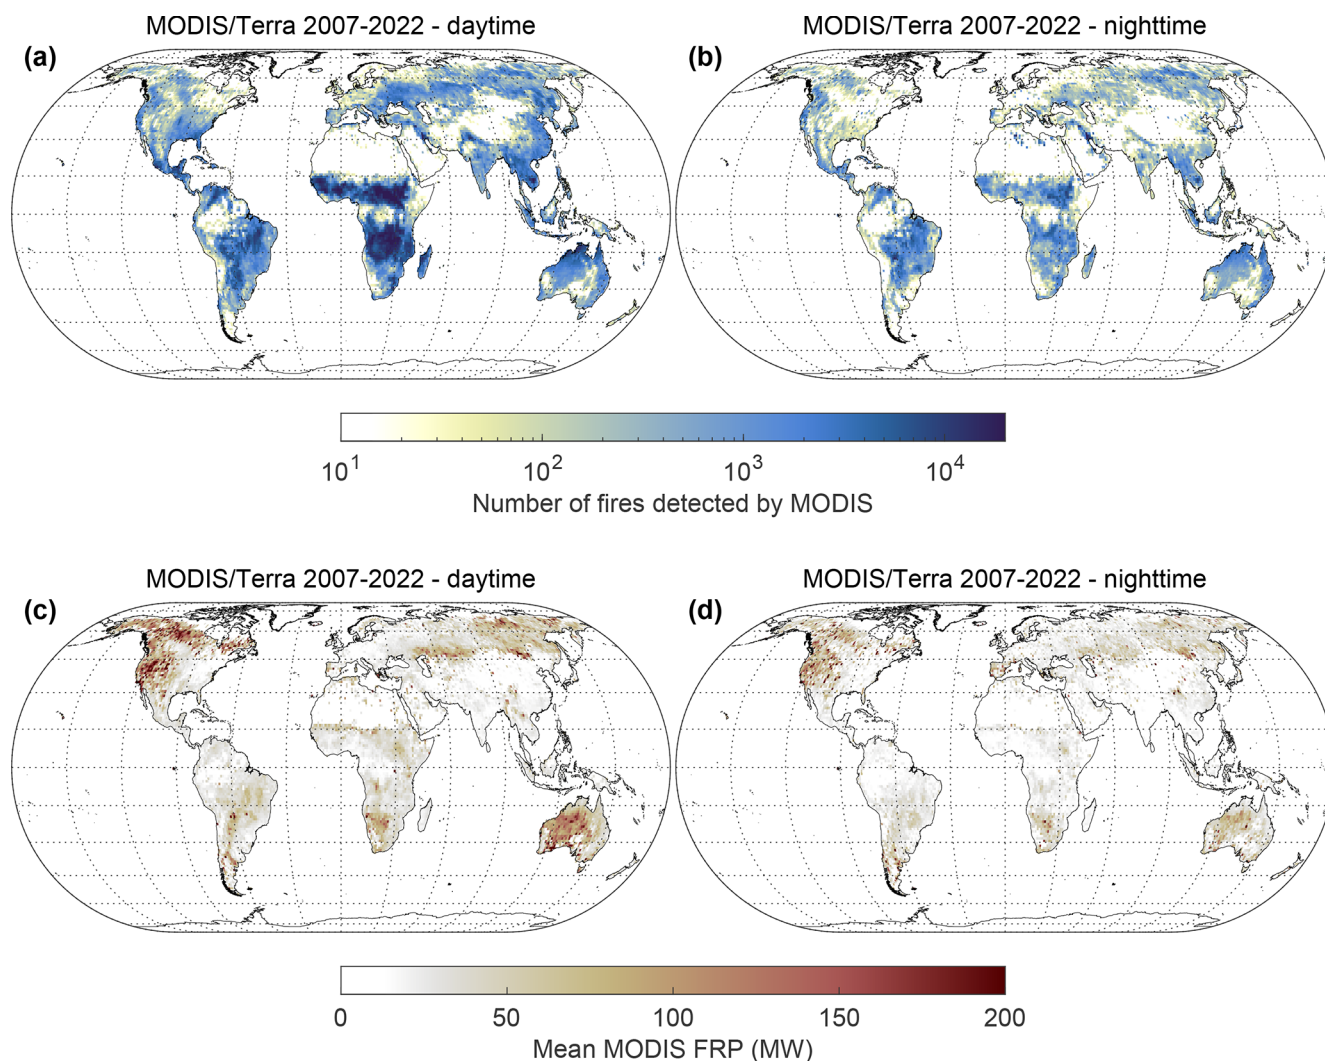 MODIS/Terra 2007-2022 - daytime
MODIS/Terra 2007-2022 - nighttime
(a)
(b)
10^1 10^2 10^3 10^4
Number of fires detected by MODIS
MODIS/Terra 2007-2022 - daytime
MODIS/Terra 2007-2022 - nighttime
(c)
(d)
0 50 100 150 200
Mean MODIS FRP (MW)